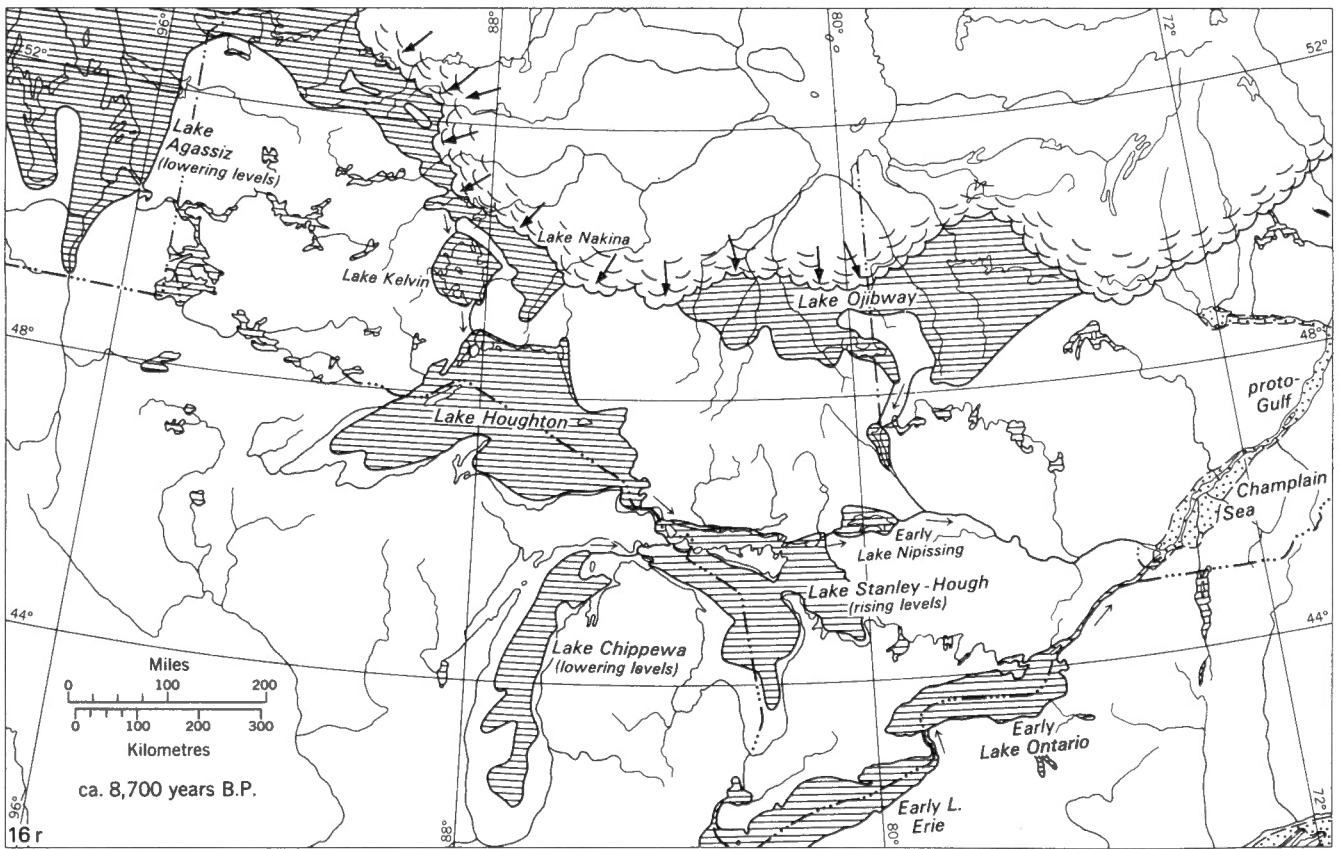 96°
88°
80°
72°
52°
52°
Lake
Agassiz
(lowering levels)
Lake Nakina
Lake Kelvin
Lake Ojibway
48°
48°
proto-
Gulf
Lake Houghton
Champlain
Sea
Early
Lake Nipissing
Lake Stanley-Hough
(rising levels)
44°
44°
Lake Chippewa
(lowering levels)
Miles
0 100 200
0 100 200 300
Kilometres
Early
Lake Ontario
ca. 8,700 years B.P.
Early L.
Erie
96°
88°
80°
72°
16r